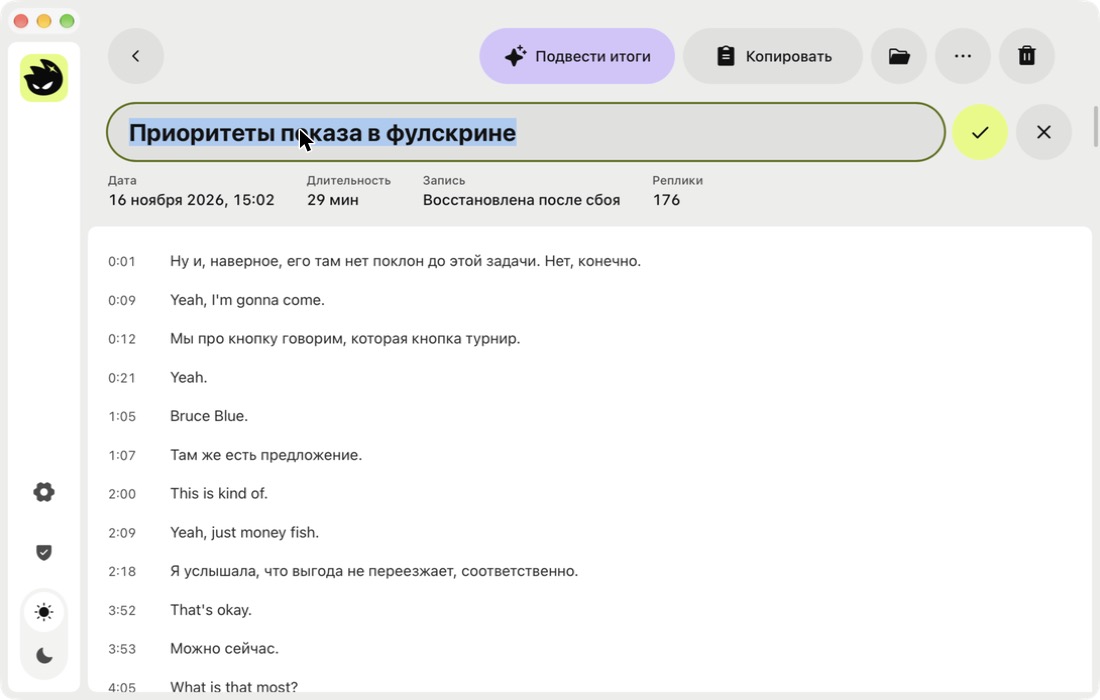 Подвести итоги
Копировать
Приоритеты показа в фулскрине
Дата
Длительность
Запись
Реплики
16 ноября 2026, 15:02
29 мин
Восстановлена после сбоя
176
0:01 Ну и, наверное, его там нет поклон до этой задачи. Нет, конечно.
0:09 Yeah, I'm gonna come.
0:12 Мы про кнопку говорим, которая кнопка турнир.
0:21 Yeah.
1:05 Bruce Blue.
1:07 Там же есть предложение.
2:00 This is kind of.
2:09 Yeah, just money fish.
2:18 Я услышала, что выгода не переезжает, соответственно.
3:52 That's okay.
3:53 Можно сейчас.
4:05 What is that most?